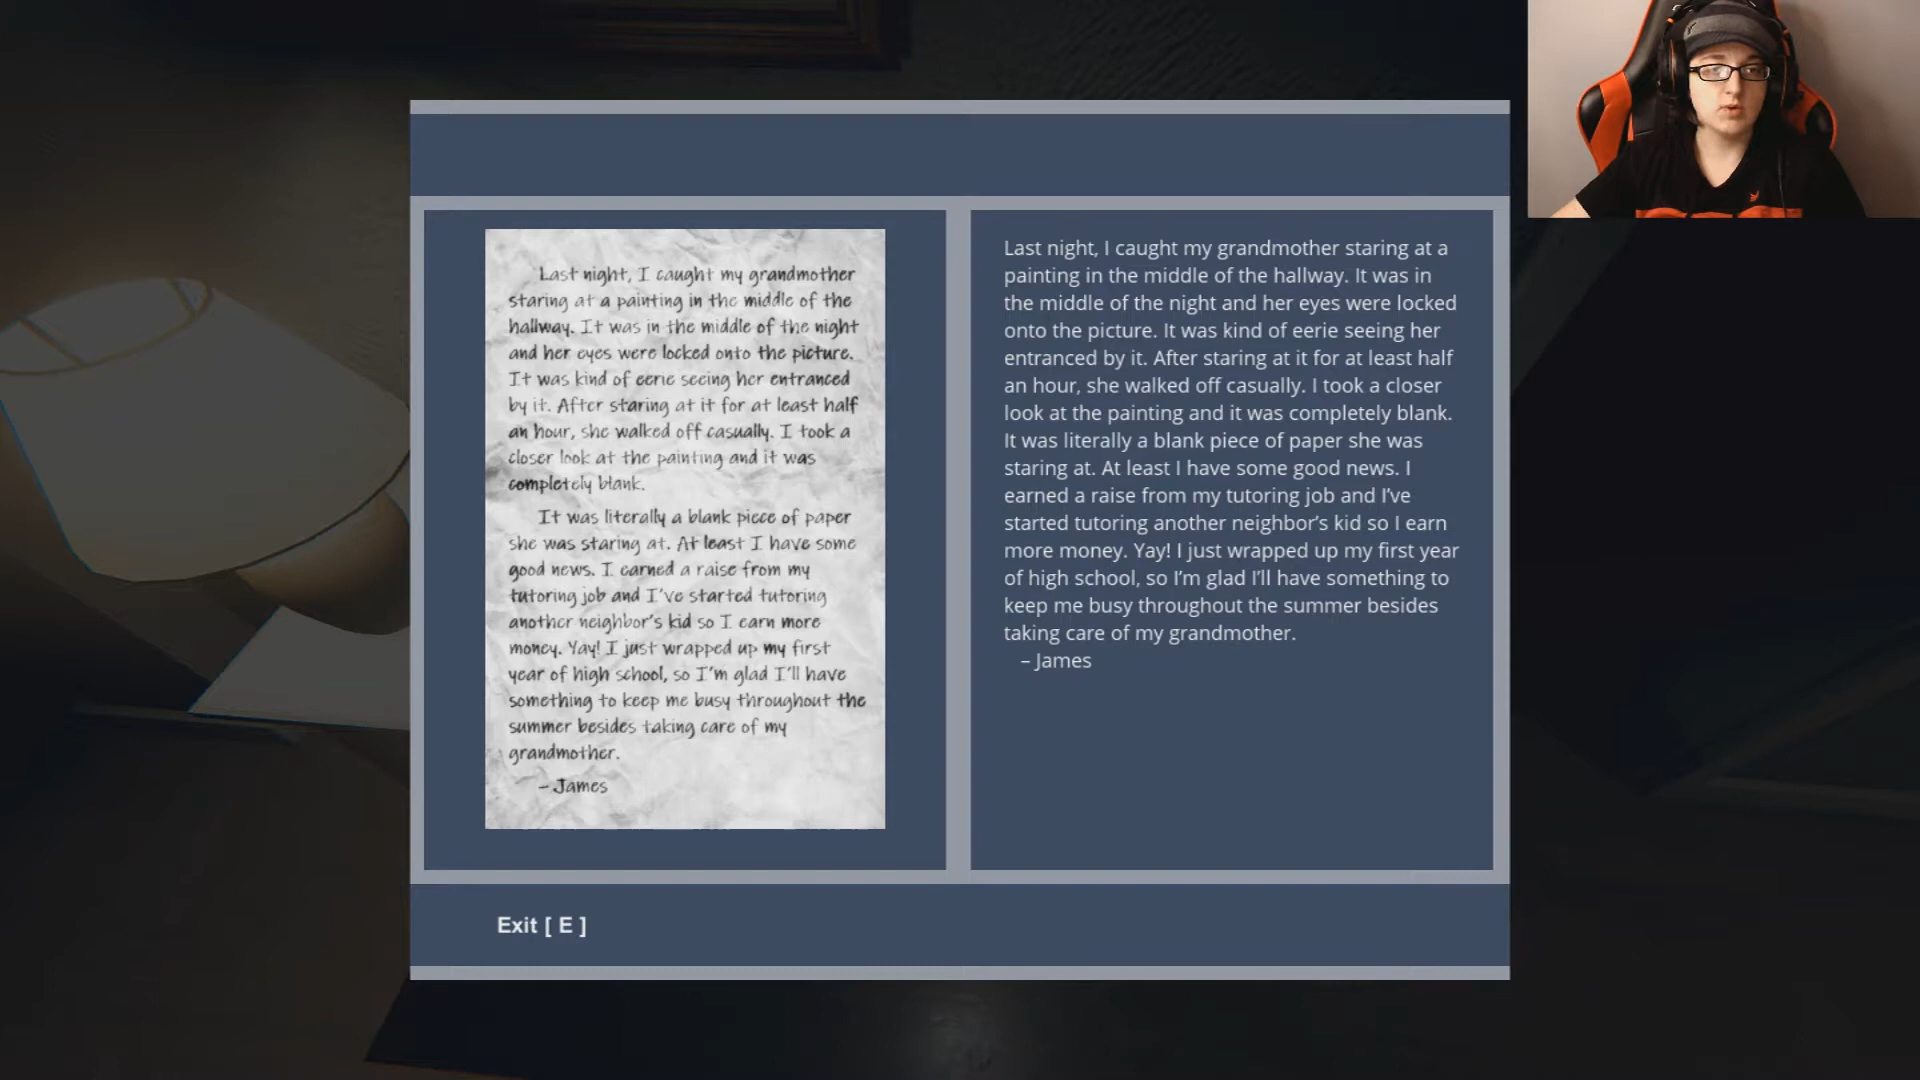 Last night, I caught my grandmother
staring at a painting in the middle of the
hallway. It was in the middle of the night
and her eyes were locked onto the picture.
It was kind of eerie seeing her entranced
by it. After staring at it for at least half
an hour, she walked off casually. I took a
closer look at the painting and it was
completely blank.
It was literally a blank piece of paper
she was staring at. At least I have some
good news. I earned a raise from my
tutoring job and I've started tutoring
another neighbor's kid so I earn more
money. Yay! I just wrapped up my first
year of high school, so I'm glad I'll have
something to keep me busy throughout the
summer besides taking care of my
grandmother.
– James
Last night, I caught my grandmother staring at a
painting in the middle of the hallway. It was in
the middle of the night and her eyes were locked
onto the picture. It was kind of eerie seeing her
entranced by it. After staring at it for at least half
an hour, she walked off casually. I took a closer
look at the painting and it was completely blank.
It was literally a blank piece of paper she was
staring at. At least I have some good news. I
earned a raise from my tutoring job and I've
started tutoring another neighbor's kid so I earn
more money. Yay! I just wrapped up my first year
of high school, so I'm glad I'll have something to
keep me busy throughout the summer besides
taking care of my grandmother.
– James
Exit [ E ]